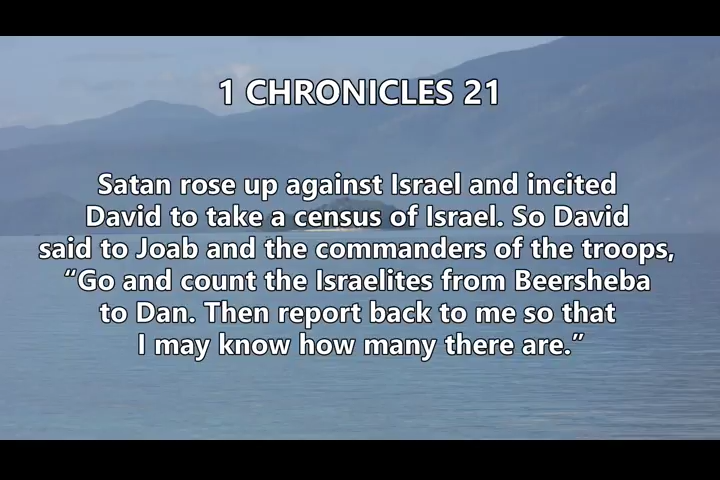 1 CHRONICLES 21
Satan rose up against Israel and incited
David to take a census of Israel. So David
said to Joab and the commanders of the troops,
“Go and count the Israelites from Beersheba
to Dan. Then report back to me so that
I may know how many there are.”